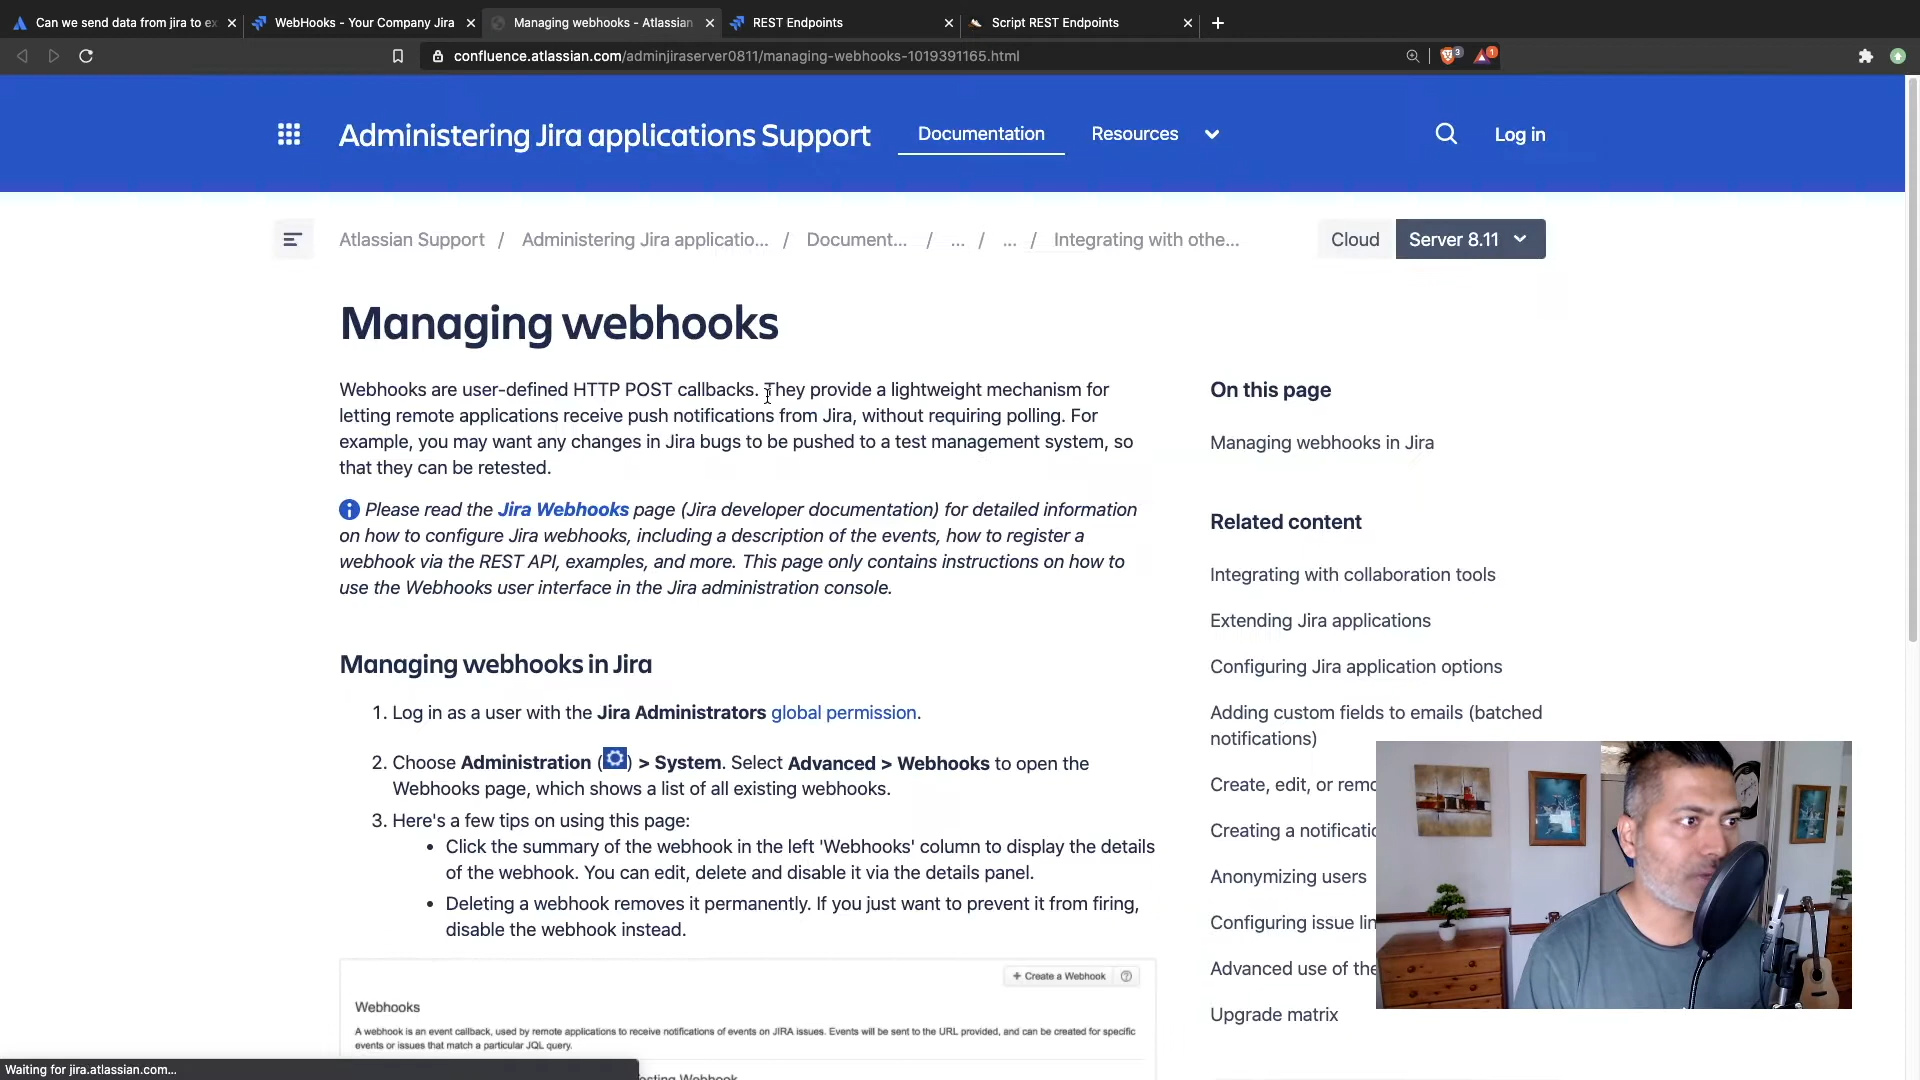 Can we send data from jira to ex
WebHooks - Your Company Jira
Managing webhooks - Atlassian
REST Endpoints
Script REST Endpoints
confluence.atlassian.com/adminjiraserver0811/managing-webhooks-1019391165.html
3
1
Administering Jira applications Support
Documentation
Resources
Log in
Atlassian Support / Administering Jira applicatio... / Document... / ... / ... / Integrating with othe...
Cloud
Server 8.11
Managing webhooks
Webhooks are user-defined HTTP POST callbacks. They provide a lightweight mechanism for
letting remote applications receive push notifications from Jira, without requiring polling. For
example, you may want any changes in Jira bugs to be pushed to a test management system, so
that they can be retested.
Please read the Jira Webhooks page (Jira developer documentation) for detailed information
on how to configure Jira webhooks, including a description of the events, how to register a
webhook via the REST API, examples, and more. This page only contains instructions on how to
use the Webhooks user interface in the Jira administration console.
Managing webhooks in Jira
1. Log in as a user with the Jira Administrators global permission.
2. Choose Administration ( ) > System. Select Advanced > Webhooks to open the
Webhooks page, which shows a list of all existing webhooks.
3. Here's a few tips on using this page:
• Click the summary of the webhook in the left 'Webhooks' column to display the details
of the webhook. You can edit, delete and disable it via the details panel.
• Deleting a webhook removes it permanently. If you just want to prevent it from firing,
disable the webhook instead.
+ Create a Webhook
Webhooks
A webhook is an event callback, used by remote applications to receive notifications of events on JIRA issues. Events will be sent to the URL provided, and can be created for specific
events or issues that match a particular JQL query.
Webhook
On this page
Managing webhooks in Jira
Related content
Integrating with collaboration tools
Extending Jira applications
Configuring Jira application options
Adding custom fields to emails (batched
notifications)
Create, edit, or remo
Creating a notificatio
Anonymizing users
Configuring issue lin
Advanced use of the
Upgrade matrix
Waiting for jira.atlassian.com...